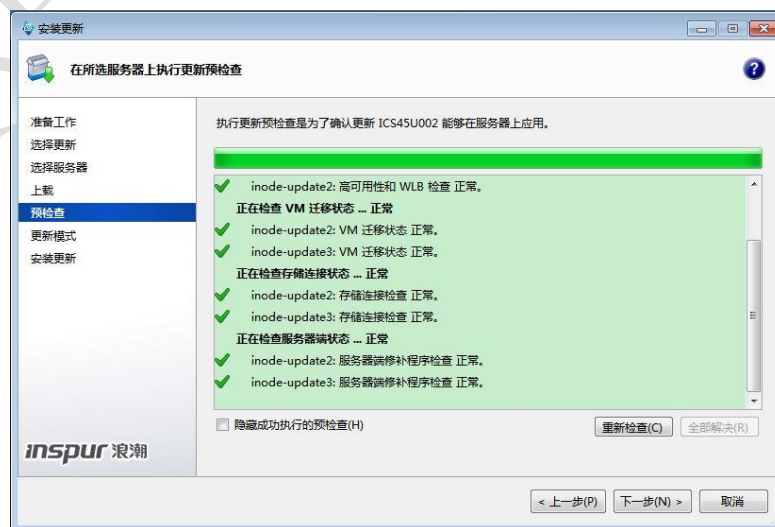 安装更新
在所选服务器上执行更新预检查
准备工作
选择更新
选择服务器
上载
预检查
更新模式
安装更新
执行更新预检查是为了确认更新 ICS45U002 能够在服务器上应用。
inode-update2: 高可用性和 WLB 检查 正常。
正在检查 VM 迁移状态 ... 正常
inode-update2: VM 迁移状态 正常。
inode-update3: VM 迁移状态 正常。
正在检查存储连接状态 ... 正常
inode-update2: 存储连接检查 正常。
inode-update3: 存储连接检查 正常。
正在检查服务器端状态 ... 正常
inode-update2: 服务器端修补程序检查 正常。
inode-update3: 服务器端修补程序检查 正常。
隐藏成功执行的预检查(H)
重新检查(C)
全部解决(R)
inspur 浪潮
< 上一步(P)
下一步(N) >
取消